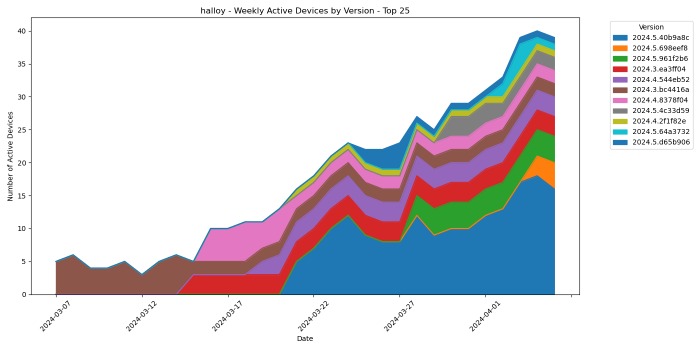 halloy - Weekly Active Devices by Version - Top 25
Number of Active Devices
40
35
30
25
20
15
10
5
0
2024-03-07
2024-03-12
2024-03-17
2024-03-22
2024-03-27
2024-04-01
Date
Version
2024.5.40b9a8c
2024.5.698eef8
2024.5.961f2b6
2024.3.ea3ff04
2024.4.544eb52
2024.3.bc4416a
2024.4.8378f04
2024.5.4c33d59
2024.4.2f1f82e
2024.5.64a3732
2024.5.d65b906